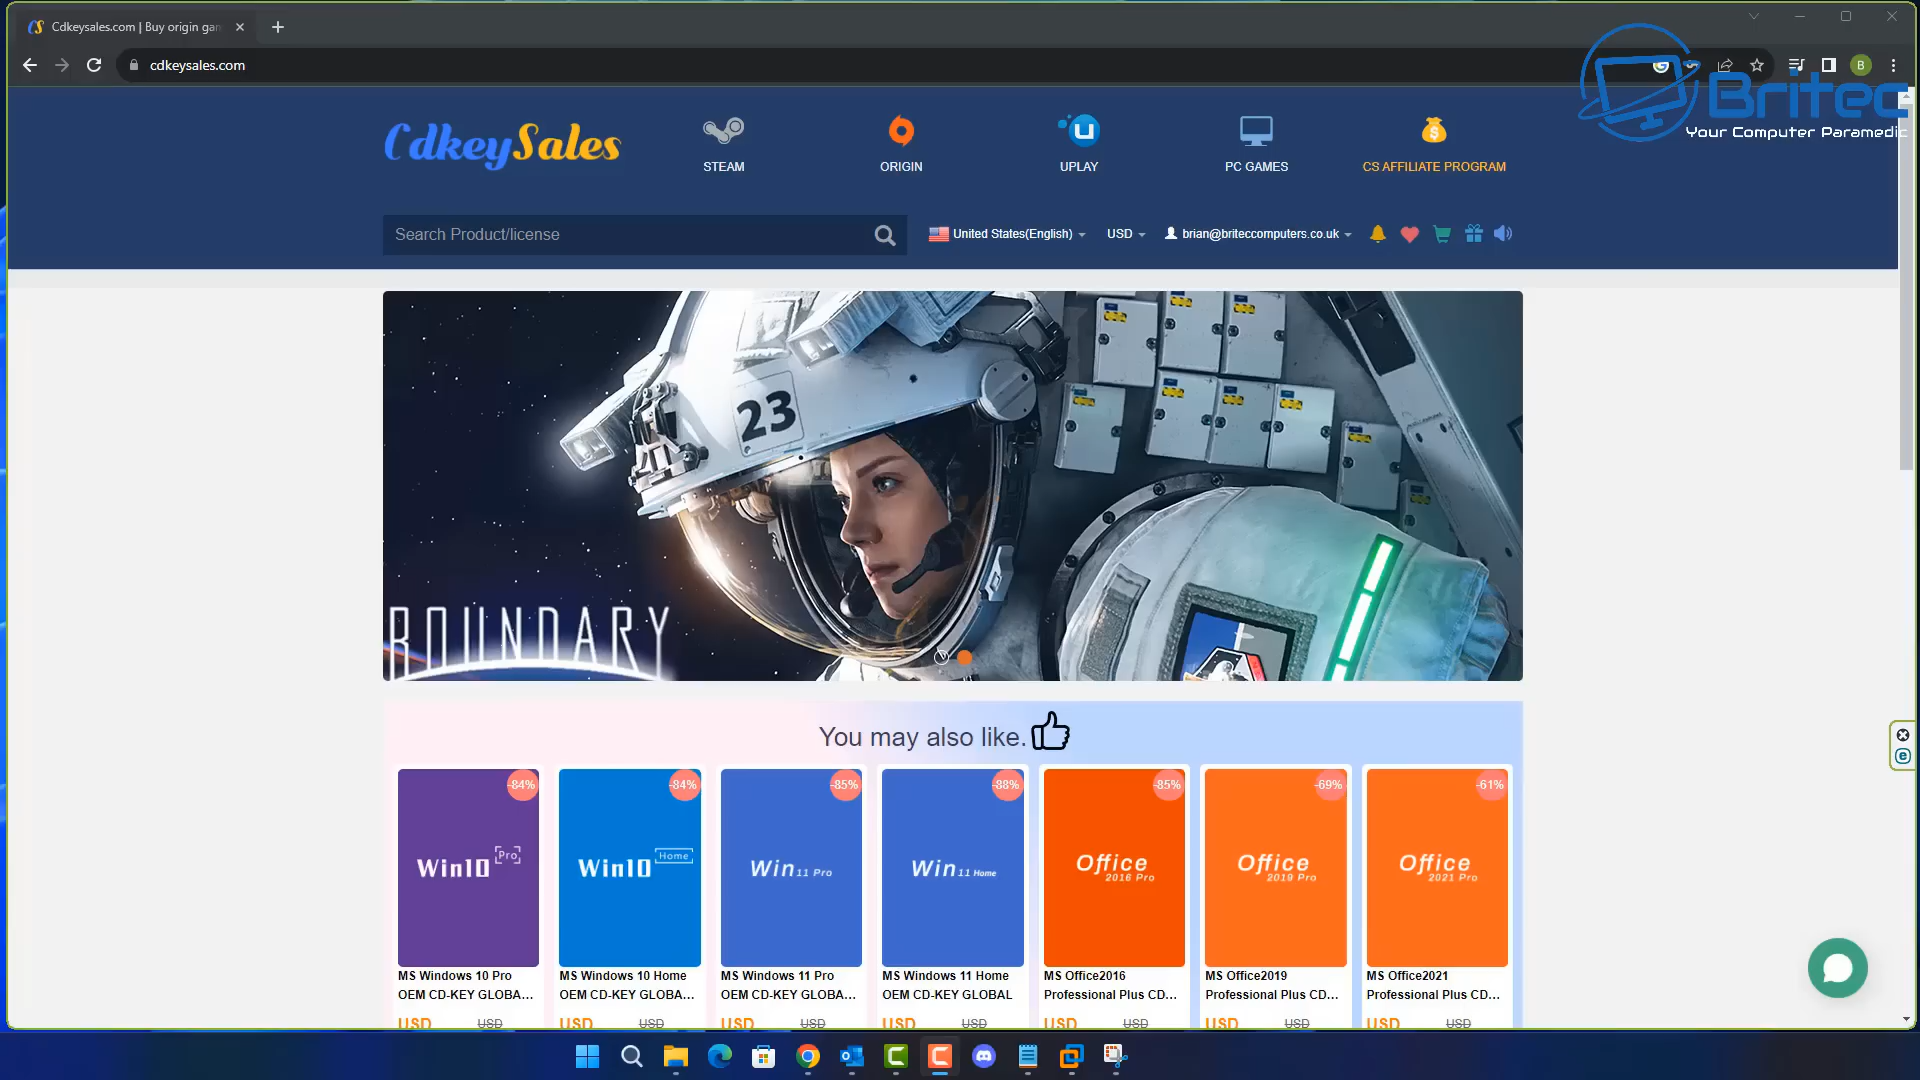 Cdkeysales.com | Buy origin gan
cdkeysales.com
Britec
Your Computer Paramedic
CdkeySales
STEAM
ORIGIN
UPLAY
PC GAMES
CS AFFILIATE PROGRAM
Search Product/license
United States(English)
USD
brian@briteccomputers.co.uk
B
23
BOUNDARY
You may also like.
-84%
-84%
-85%
-88%
-85%
-69%
-61%
Win10 Pro
Win10 Home
Win 11 Pro
Win 11 Home
Office 2016 Pro
Office 2019 Pro
Office 2021 Pro
MS Windows 10 Pro
OEM CD-KEY GLOBA...
MS Windows 10 Home
OEM CD-KEY GLOBA...
MS Windows 11 Pro
OEM CD-KEY GLOBA...
MS Windows 11 Home
OEM CD-KEY GLOBAL
MS Office2016
Professional Plus CD...
MS Office2019
Professional Plus CD...
MS Office2021
Professional Plus CD...
USD USD
USD USD
USD USD
USD USD
USD USD
USD USD
USD USD